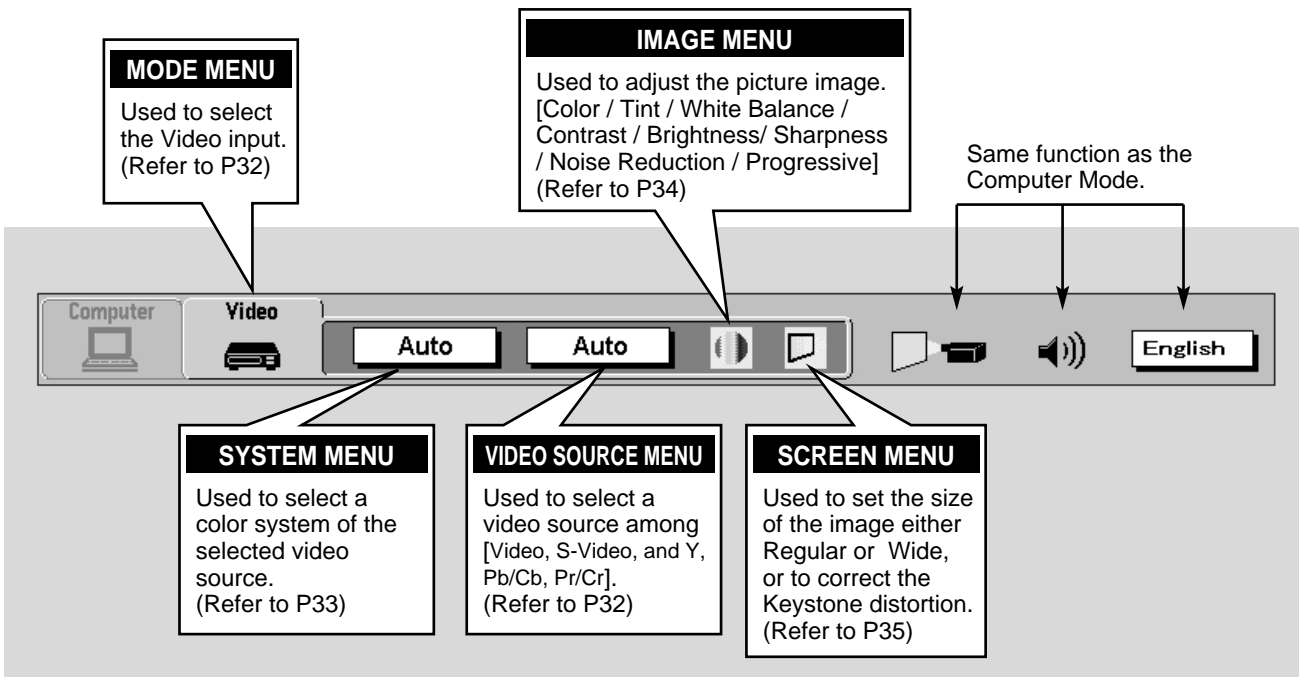 MODE MENU
Used to select
the Video input.
(Refer to P32)
IMAGE MENU
Used to adjust the picture image.
[Color / Tint / White Balance /
Contrast / Brightness/ Sharpness
/ Noise Reduction / Progressive]
(Refer to P34)
Same function as the
Computer Mode.
Computer
Video
Auto
Auto
English
SYSTEM MENU
Used to select a
color system of the
selected video
source.
(Refer to P33)
VIDEO SOURCE MENU
Used to select a
video source among
[Video, S-Video, and Y,
Pb/Cb, Pr/Cr].
(Refer to P32)
SCREEN MENU
Used to set the size
of the image either
Regular or Wide,
or to correct the
Keystone distortion.
(Refer to P35)